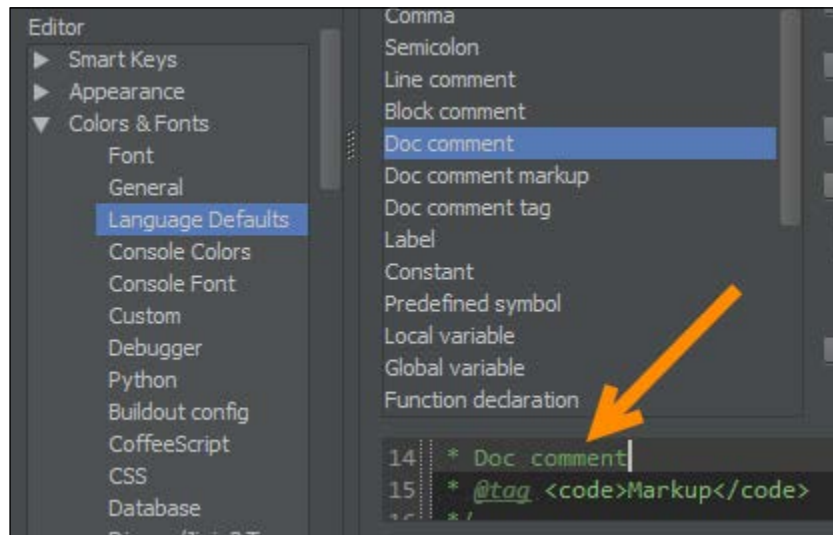 Editor
Smart Keys
Appearance
Colors & Fonts
Font
General
Language Defaults
Console Colors
Console Font
Custom
Debugger
Python
Buildout config
CoffeeScript
CSS
Database
Comma
Semicolon
Line comment
Block comment
Doc comment
Doc comment markup
Doc comment tag
Label
Constant
Predefined symbol
Local variable
Global variable
Function declaration
14 * Doc comment
15 * @tag <code>Markup</code>
16 */